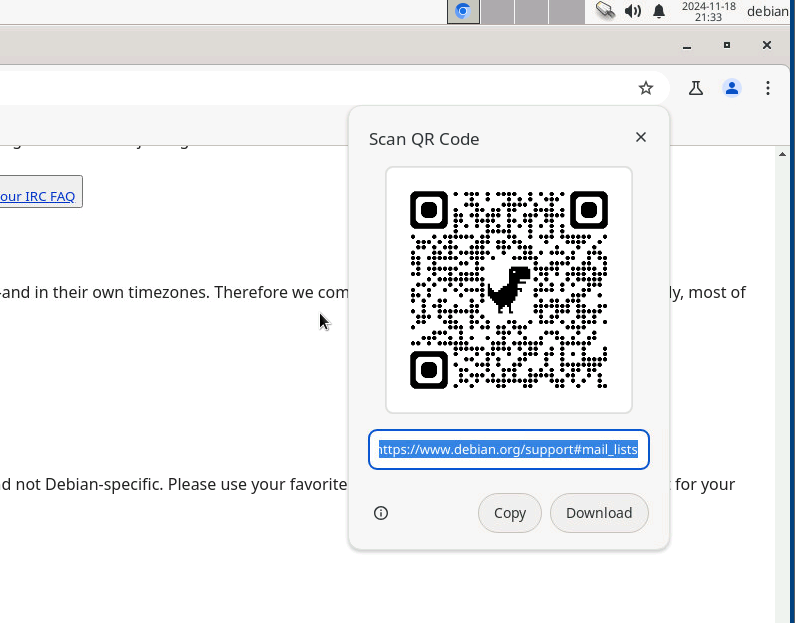 2024-11-18
21:33
debian
Scan QR Code
our IRC FAQ
and in their own timezones. Therefore we com
ly, most of
https://www.debian.org/support#mail_lists
d not Debian-specific. Please use your favorite
for your
Copy
Download